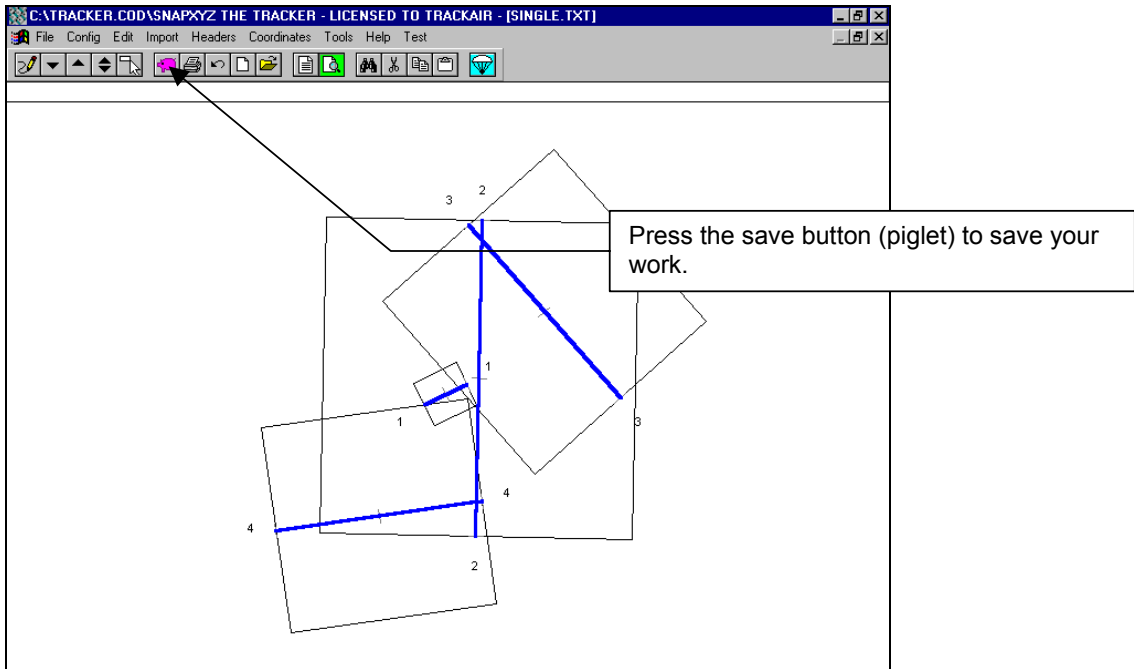 C:\TRACKER.COD\SNAPXYZ THE TRACKER - LICENSED TO TRACKAIR - [SINGLE.TXT]
File Config Edit Import Headers Coordinates Tools Help Test
3 2
Press the save button (piglet) to save your
work.
1
1
3
4
4
2